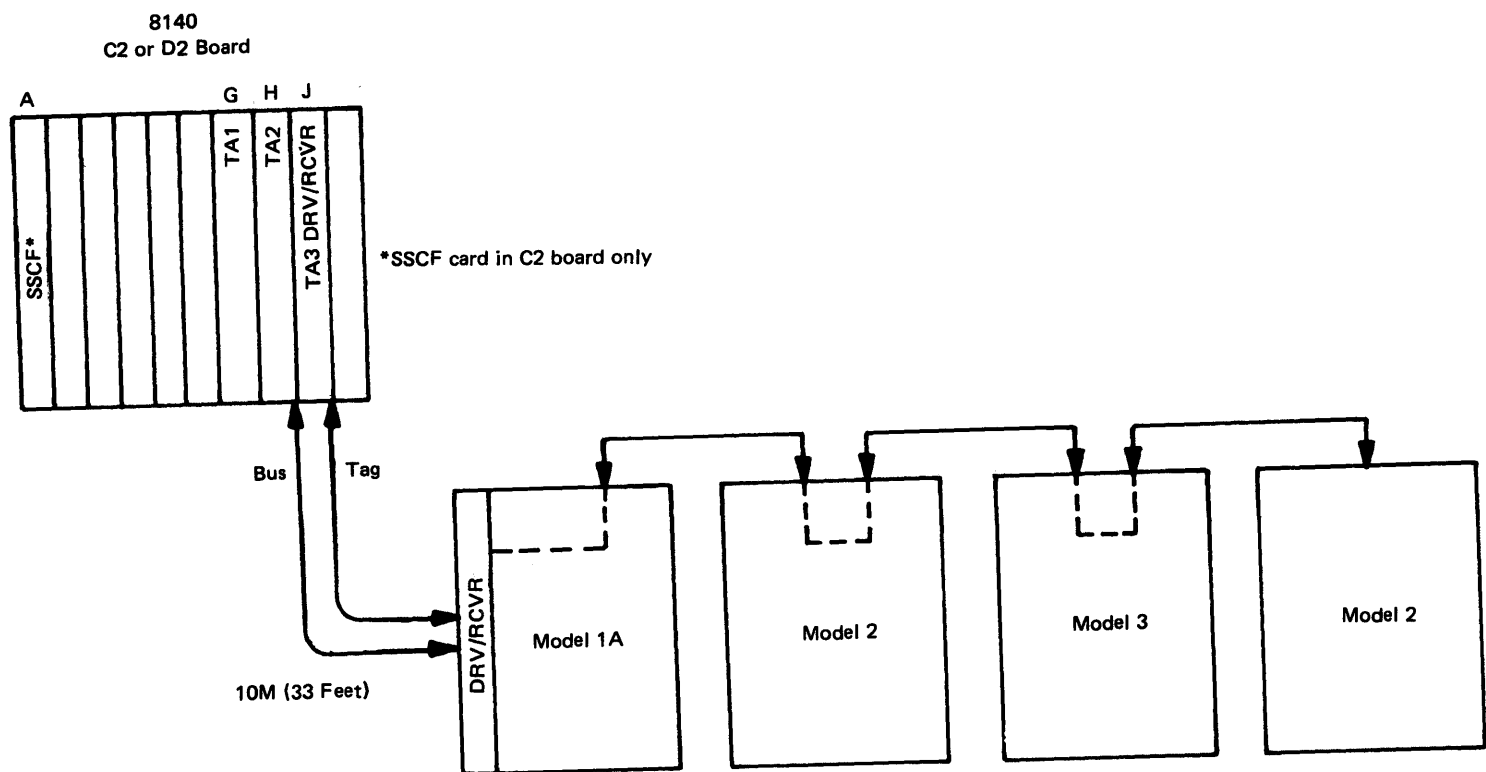 8140
C2 or D2 Board
A
G
H
J
SSCF*
TA1
TA2
TA3 DRV/RCVR
*SSCF card in C2 board only
Bus
Tag
DRV/RCVR
Model 1A
Model 2
Model 3
Model 2
10M (33 Feet)